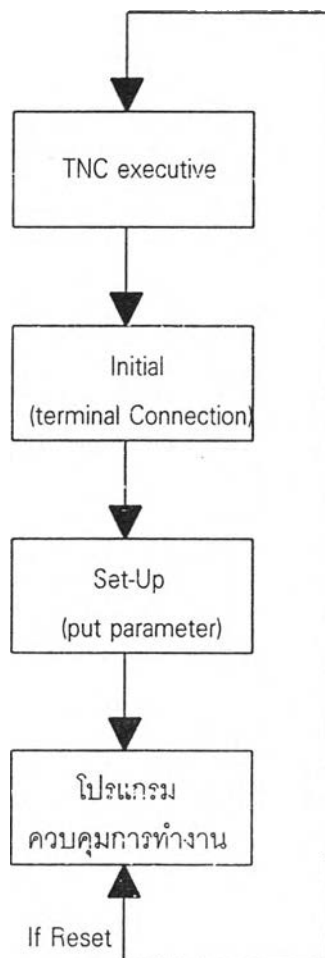 TNC executive
Initial
(terminal Connection)
Set-Up
(put parameter)
โปรแกรม
ควบคุมการทำงาน
If Reset